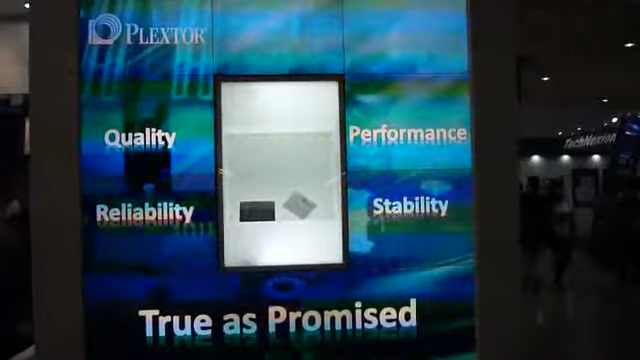 PLEXTOR
Quality
Performance
Reliability
Stability
True as Promised
TechNexion